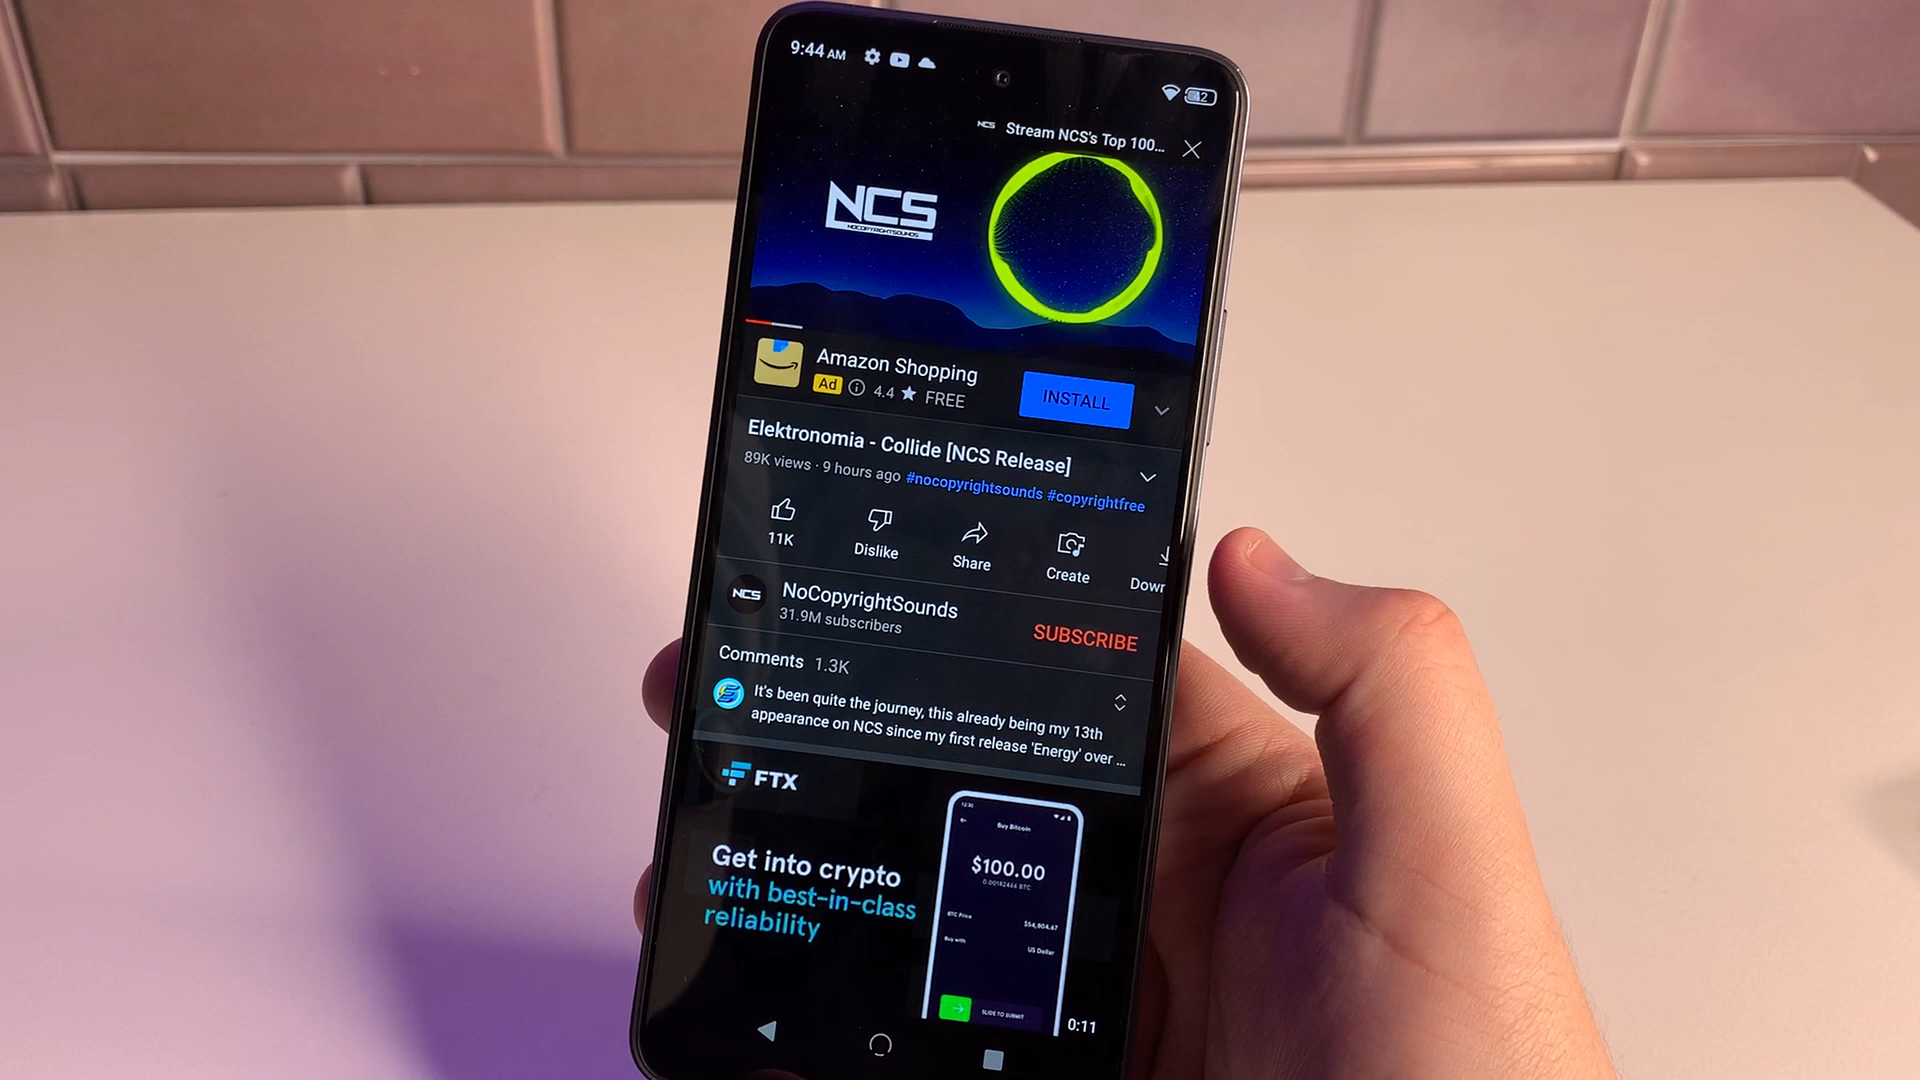 9:44 AM
42
NCS Stream NCS's Top 100...
NCS
NOCOPYRIGHTSOUNDS
Amazon Shopping
Ad 4.4 ★ FREE
INSTALL
Elektronomia - Collide [NCS Release]
89K views · 9 hours ago #nocopyrightsounds #copyrightfree
11K Dislike Share Create Down
NCS
NoCopyrightSounds
31.9M subscribers
SUBSCRIBE
Comments 1.3K
It's been quite the journey, this already being my 13th
appearance on NCS since my first release 'Energy' over ...
FTX
Get into crypto
with best-in-class
reliability
12:30
Buy Bitcoin
$100.00
0.00182466 BTC
BTC Price $54,804.67
Buy with US Dollar
SLIDE TO SUBMIT
0:11